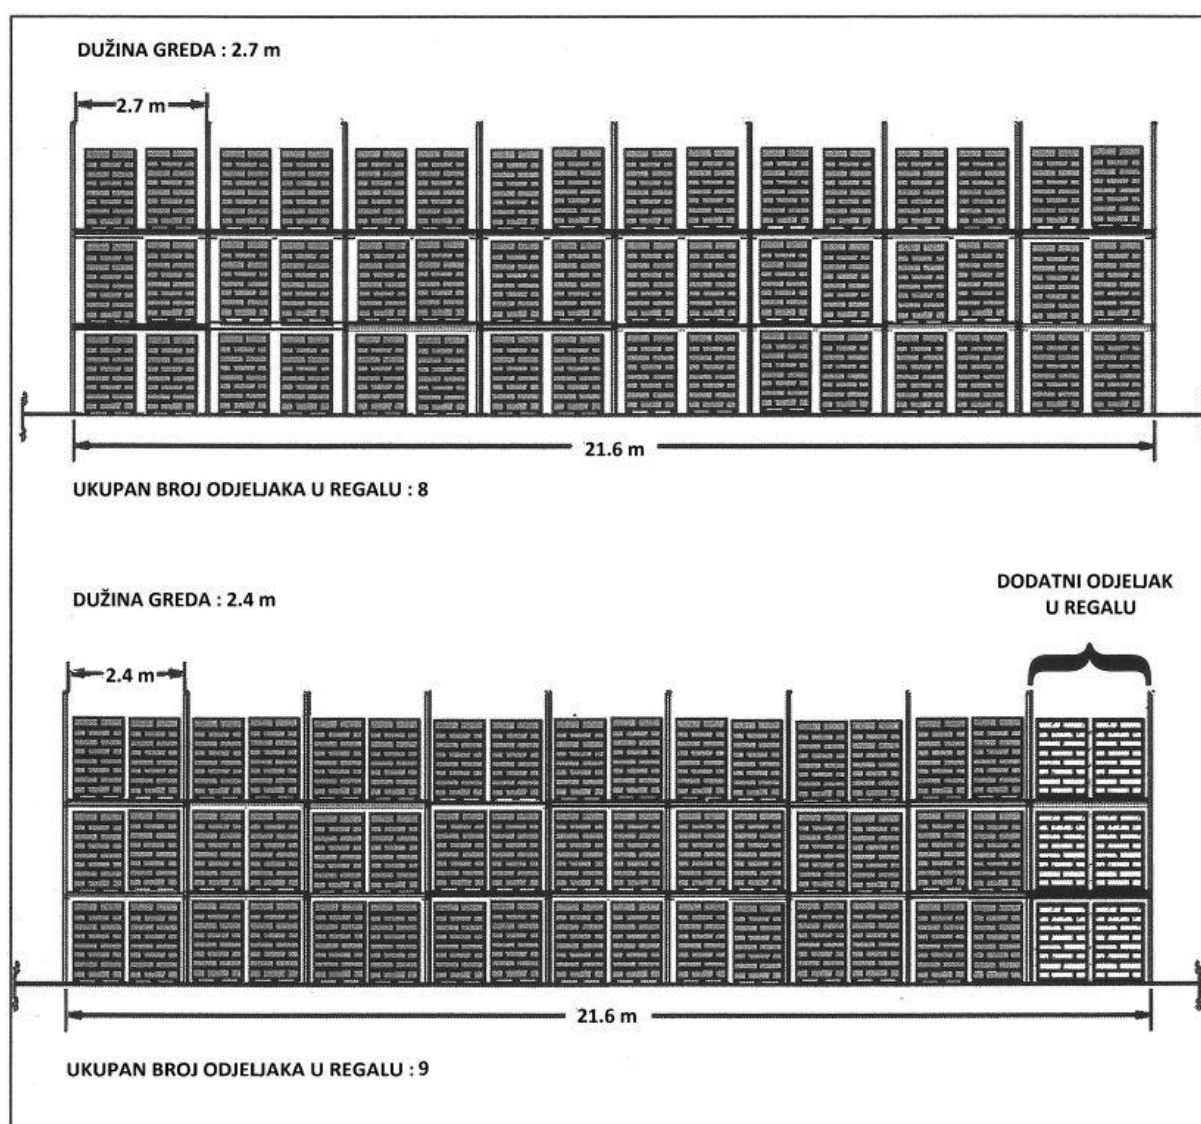 DUŽINA GREDA : 2.7 m
2.7 m
21.6 m
UKUPAN BROJ ODJELJAKA U REGALU : 8
DUŽINA GREDA : 2.4 m
DODATNI ODJELJAK
U REGALU
2.4 m
21.6 m
UKUPAN BROJ ODJELJAKA U REGALU : 9